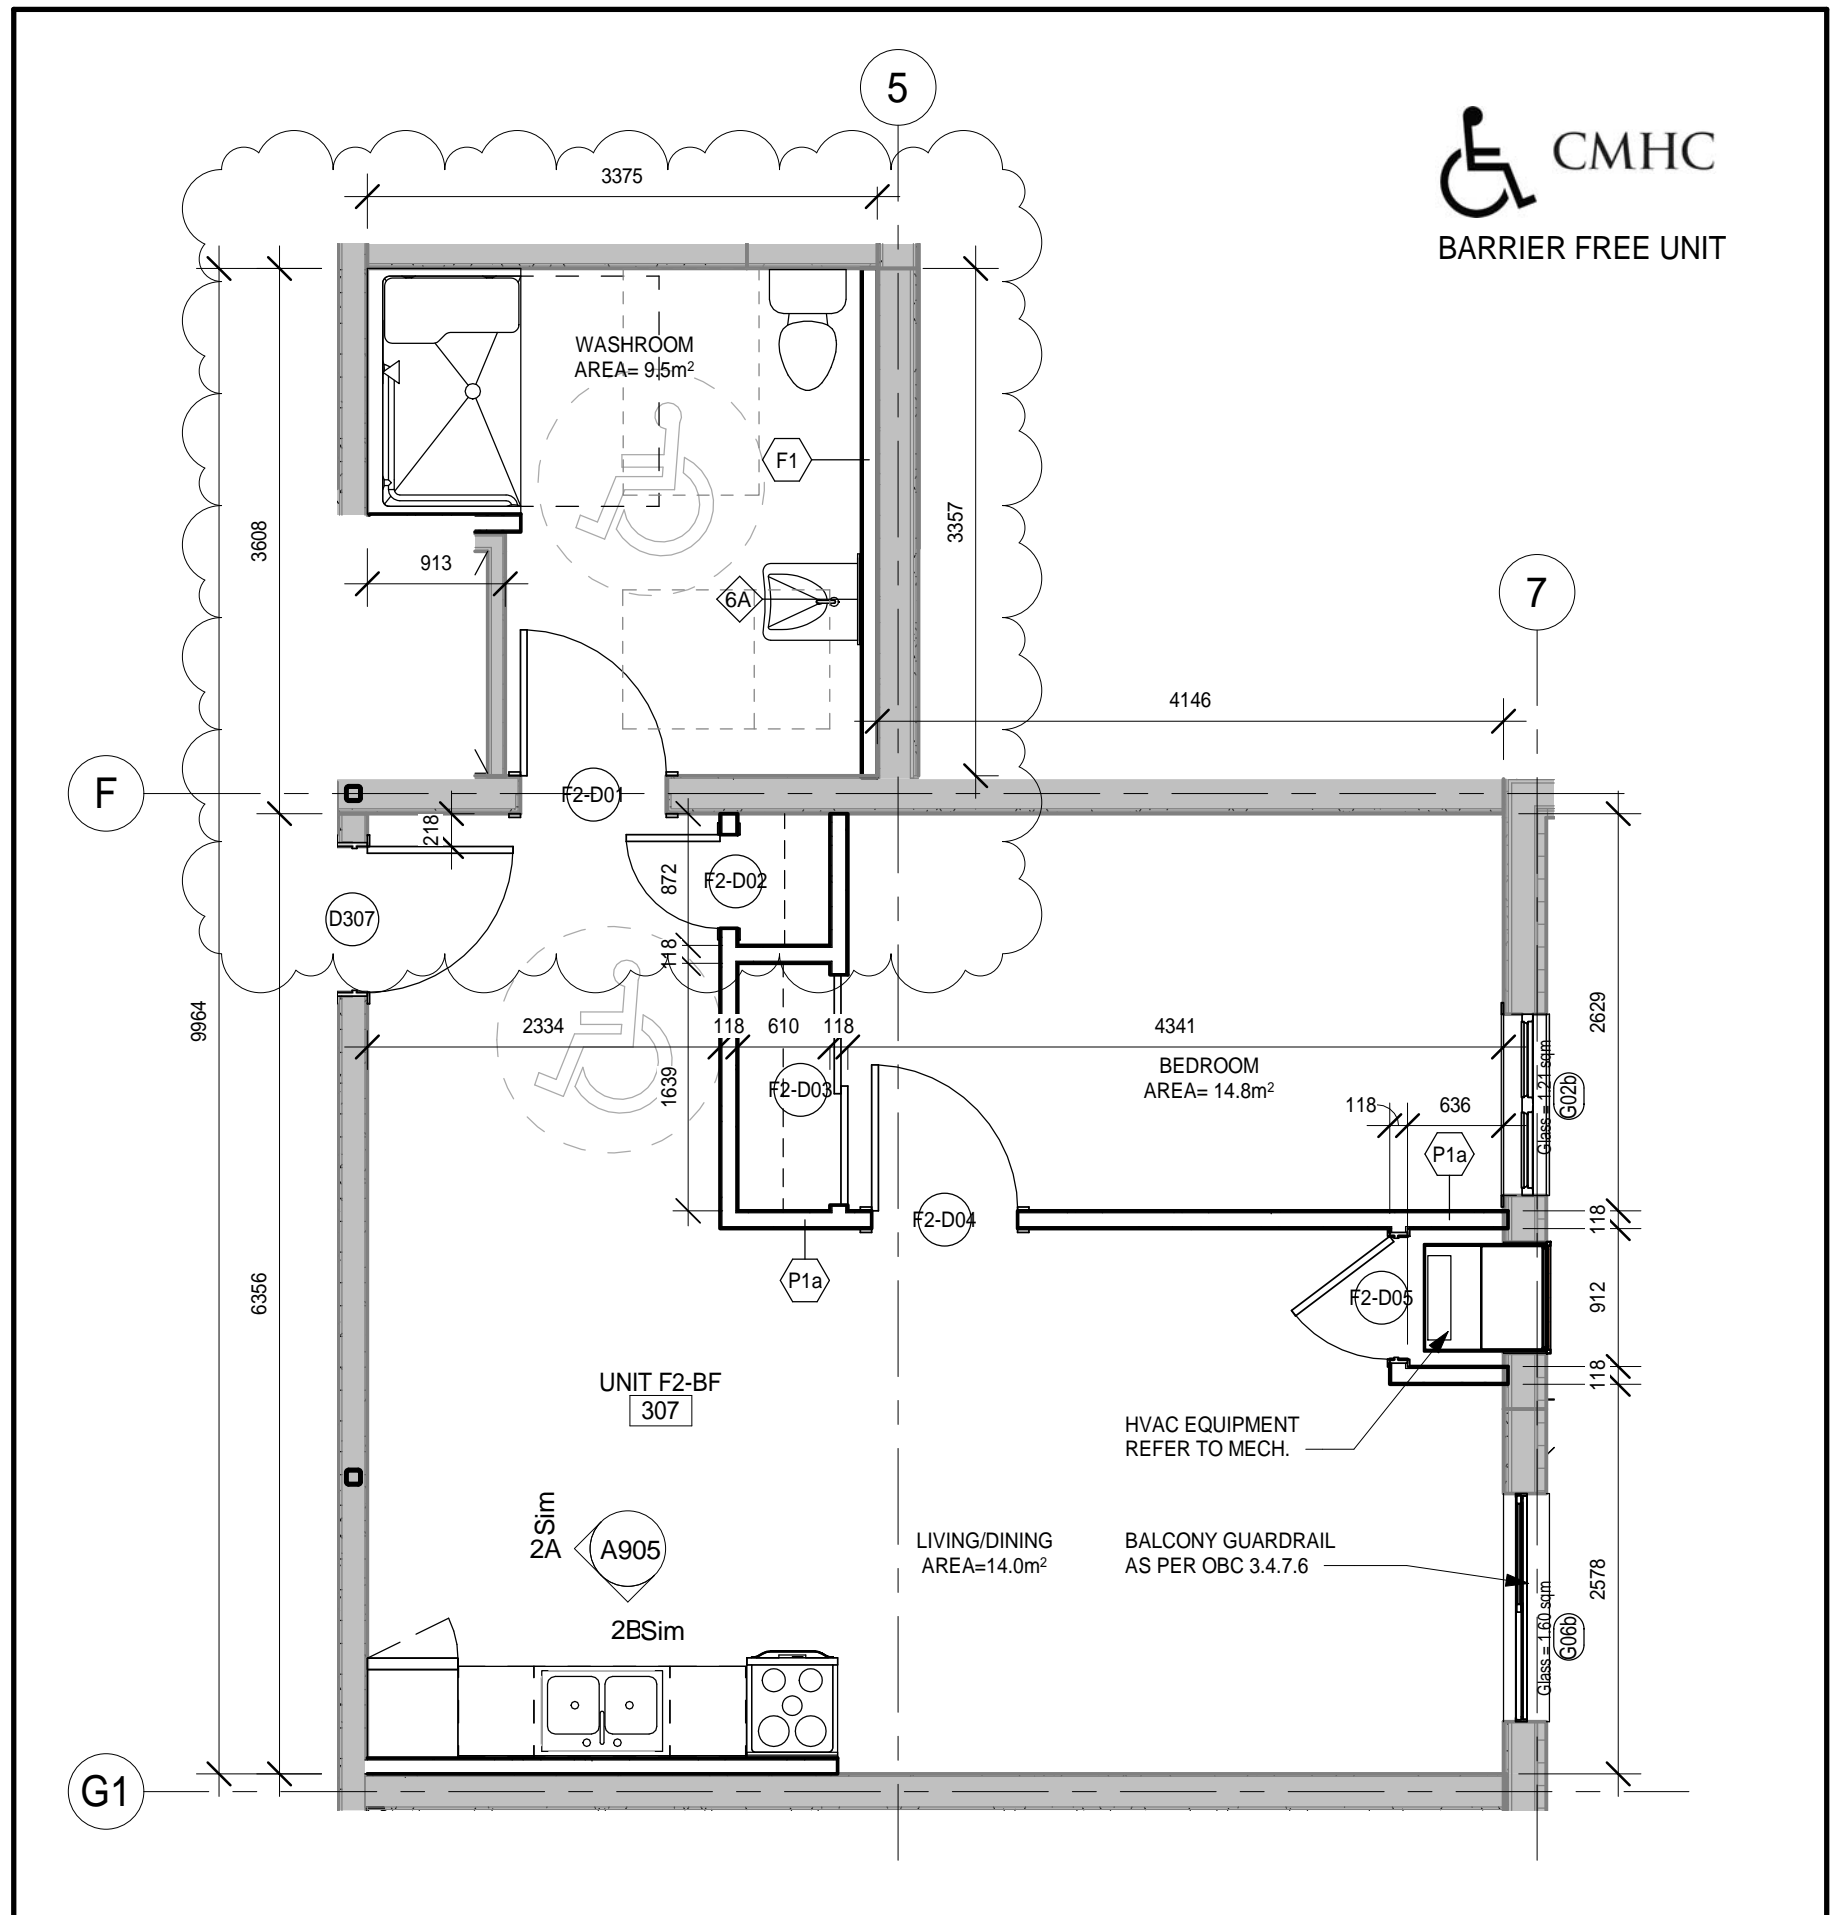 5
CMHC
BARRIER FREE UNIT
3375
WASHROOM
AREA= 9.5m²
F1
3608
3357
913
6A
7
4146
F
F2-D01
218
872
F2-D02
D307
118
9964
2334
118
610
118
4341
2629
BEDROOM
AREA= 14.8m²
1639
F2-D03
Glass = 1.21 sqm
G02b
118
636
P1a
F2-D04
118
P1a
6356
F2-D05
912
118
UNIT F2-BF
307
HVAC EQUIPMENT
REFER TO MECH.
2A
Sim
A905
LIVING/DINING
AREA=14.0m²
BALCONY GUARDRAIL
AS PER OBC 3.4.7.6
2578
2BSim
Glass = 1.60 sqm
G06b
G1